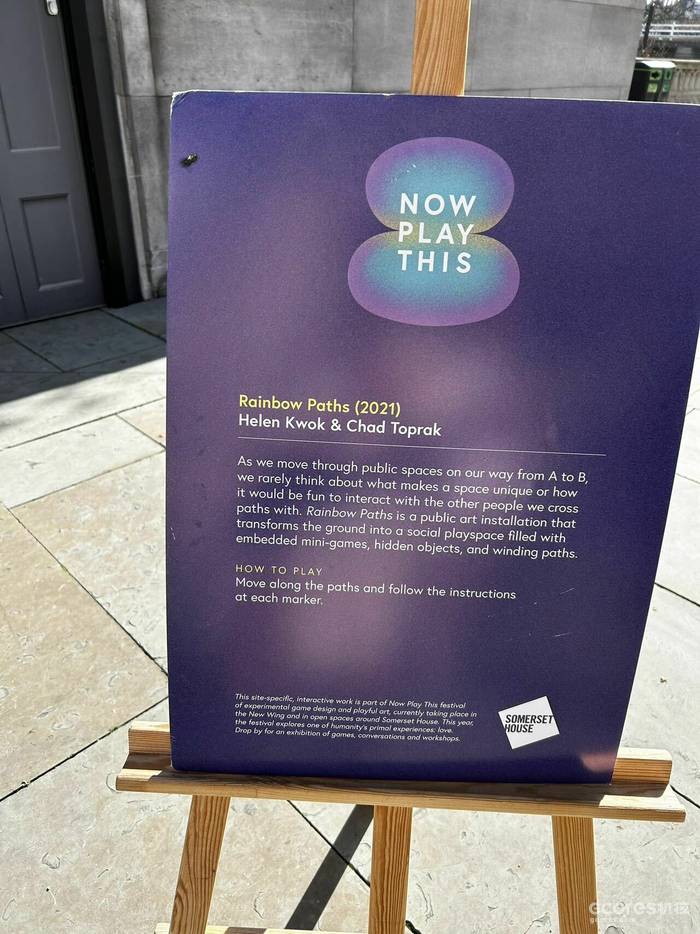 NOW
PLAY
THIS
Rainbow Paths (2021)
Helen Kwok & Chad Toprak
As we move through public spaces on our way from A to B,
we rarely think about what makes a space unique or how
it would be fun to interact with the other people we cross
paths with. Rainbow Paths is a public art installation that
transforms the ground into a social playspace filled with
embedded mini-games, hidden objects, and winding paths.
HOW TO PLAY
Move along the paths and follow the instructions
at each marker.
This site-specific, interactive work is part of Now Play This festival
of experimental game design and playful art, currently taking place in
the New Wing and in open spaces around Somerset House. This year,
the festival explores one of humanity's primal experiences: love.
Drop by for an exhibition of games, conversations and workshops.
SOMERSET
HOUSE